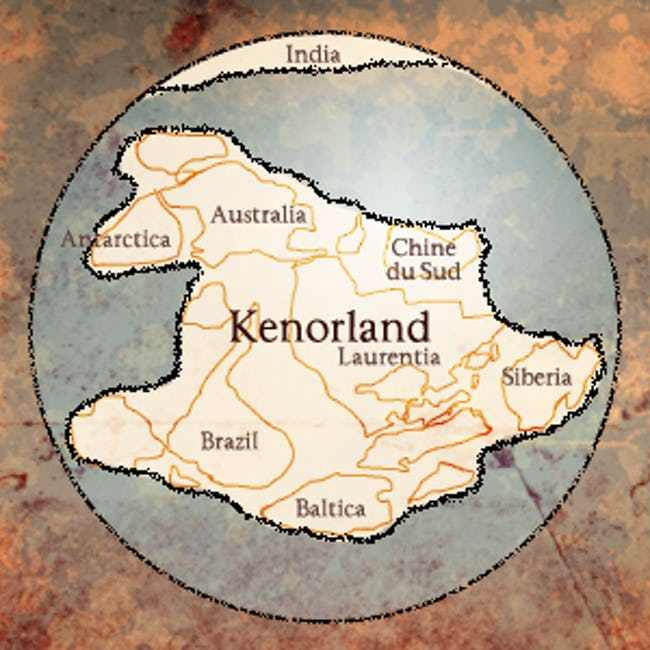 India
Australia
Antarctica
Chine
du Sud
Kenorland
Laurentia
Siberia
Brazil
Baltica